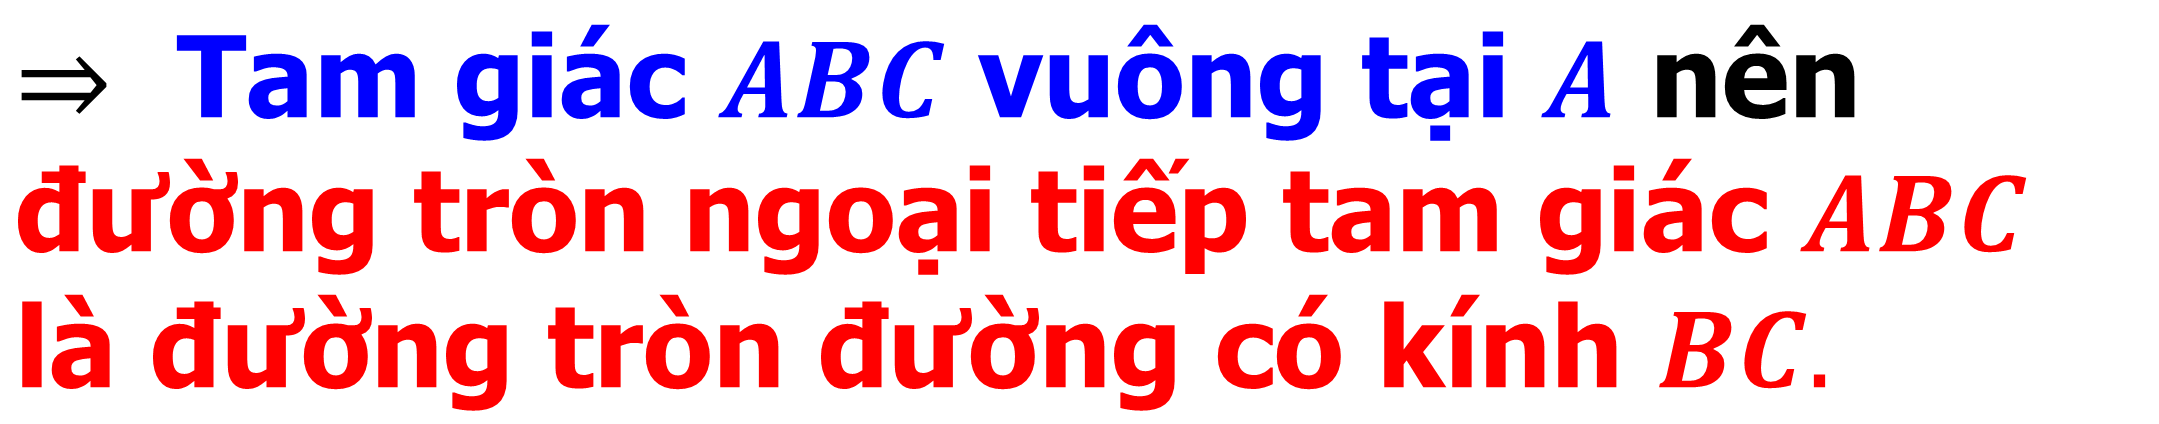 ⇒ Tam giác ABC vuông tại A nên
đường tròn ngoại tiếp tam giác ABC
là đường tròn đường có kính BC.